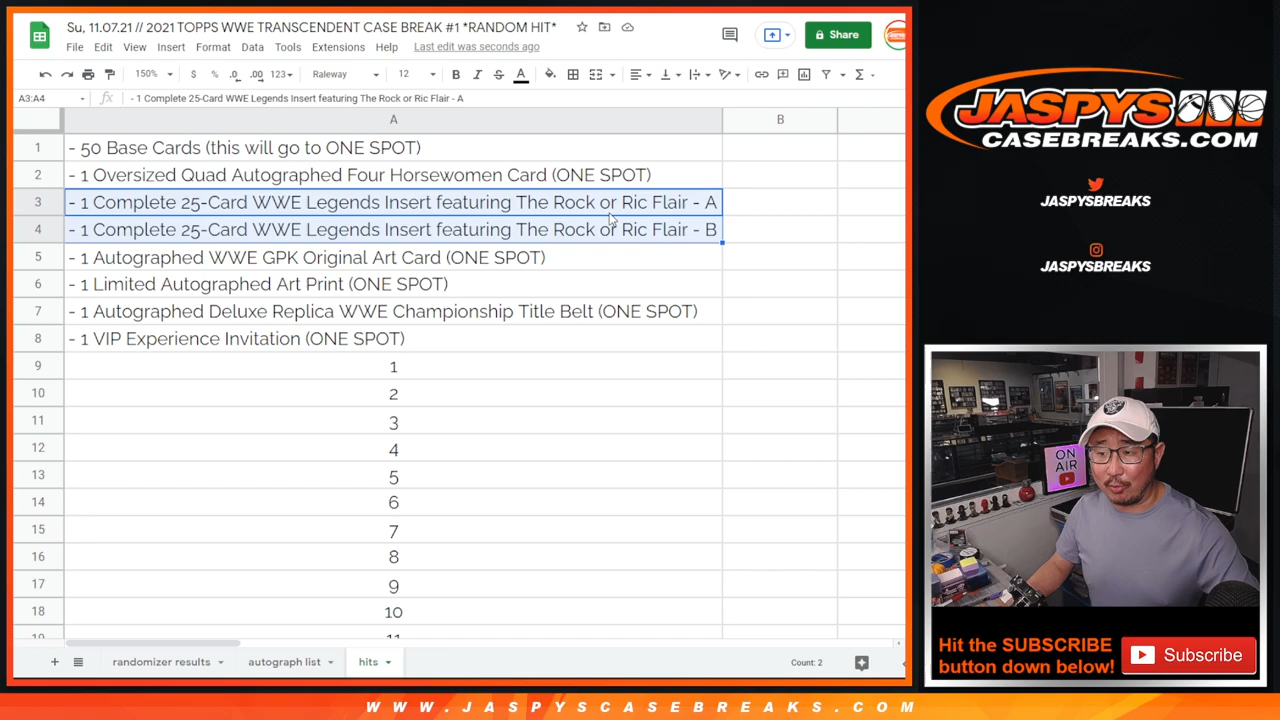 Su, 11.07.21 // 2021 TOPPS WWE TRANSCENDENT CASE BREAK #1 *RANDOM HIT*
File Edit View Insert Format Data Tools Extensions Help Last edit was seconds ago
Share
150% $ % .0 .00 123 Raleway 12 B I S A
A3:A4 fx - 1 Complete 25-Card WWE Legends Insert featuring The Rock or Ric Flair - A
A B
1 - 50 Base Cards (this will go to ONE SPOT)
2 - 1 Oversized Quad Autographed Four Horsewomen Card (ONE SPOT)
3 - 1 Complete 25-Card WWE Legends Insert featuring The Rock or Ric Flair - A
4 - 1 Complete 25-Card WWE Legends Insert featuring The Rock or Ric Flair - B
5 - 1 Autographed WWE GPK Original Art Card (ONE SPOT)
6 - 1 Limited Autographed Art Print (ONE SPOT)
7 - 1 Autographed Deluxe Replica WWE Championship Title Belt (ONE SPOT)
8 - 1 VIP Experience Invitation (ONE SPOT)
9 1
10 2
11 3
12 4
13 5
14 6
15 7
16 8
17 9
18 10
19 11
randomizer results autograph list hits Count: 2
JASPYS
CASEBREAKS.COM
JASPYSBREAKS
JASPYSBREAKS
ON
AIR
Hit the SUBSCRIBE
button down below!
Subscribe
WWW.JASPYSCASEBREAKS.COM